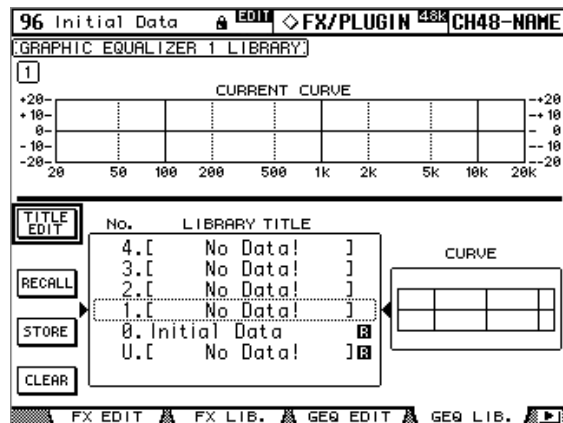 96 Initial Data EDIT FX/PLUGIN 48K CH48-NAME
GRAPHIC EQUALIZER 1 LIBRARY
1
CURRENT CURVE
+20 +20
+10 +10
0 0
-10 -10
-20 -20
20 50 100 200 500 1k 2k 5k 10k 20k
TITLE EDIT
No. LIBRARY TITLE
CURVE
4.[ No Data! ]
3.[ No Data! ]
RECALL
2.[ No Data! ]
1.[ No Data! ]
STORE
0. Initial Data R
U.[ No Data! ] R
CLEAR
FX EDIT FX LIB. GEQ EDIT GEQ LIB.